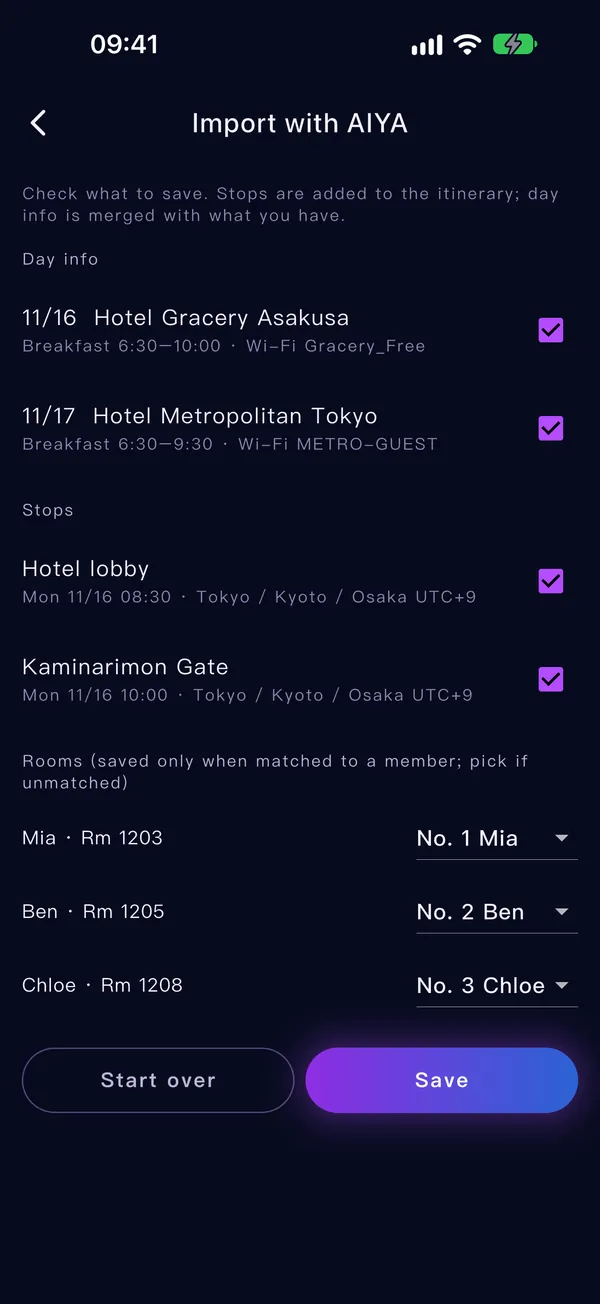 09:41
Import with AIYA
Check what to save. Stops are added to the itinerary; day
info is merged with what you have.
Day info
11/16 Hotel Gracery Asakusa
Breakfast 6:30–10:00 · Wi-Fi Gracery_Free
11/17 Hotel Metropolitan Tokyo
Breakfast 6:30–9:30 · Wi-Fi METRO-GUEST
Stops
Hotel lobby
Mon 11/16 08:30 · Tokyo / Kyoto / Osaka UTC+9
Kaminarimon Gate
Mon 11/16 10:00 · Tokyo / Kyoto / Osaka UTC+9
Rooms (saved only when matched to a member; pick if
unmatched)
Mia · Rm 1203
No. 1 Mia
Ben · Rm 1205
No. 2 Ben
Chloe · Rm 1208
No. 3 Chloe
Start over
Save